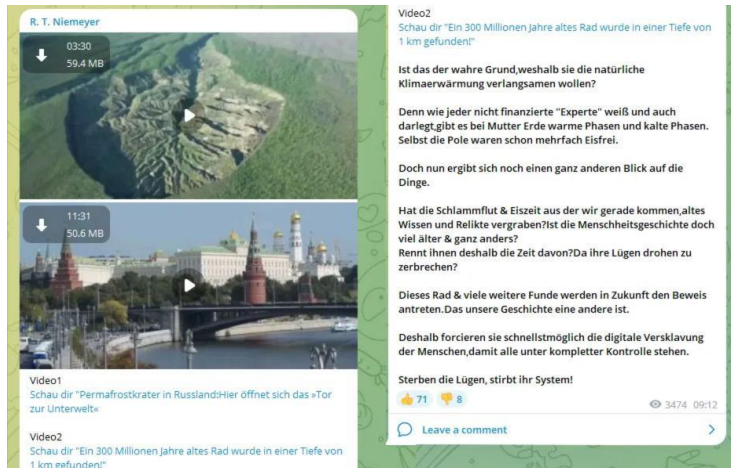 R. T. Niemeyer
03:30
59.4 MB
11:31
50.6 MB
Video1
Schau dir "Permafrostkrater in Russland:Hier öffnet sich das »Tor
zur Unterwelt«
Video2
Schau dir "Ein 300 Millionen Jahre altes Rad wurde in einer Tiefe von
1 km gefunden!"
Video2
Schau dir "Ein 300 Millionen Jahre altes Rad wurde in einer Tiefe von
1 km gefunden!"
Ist das der wahre Grund,weshalb sie die natürliche
Klimaerwärmung verlangsamen wollen?
Denn wie jeder nicht finanzierte "Experte" weiß und auch
darlegt,gibt es bei Mutter Erde warme Phasen und kalte Phasen.
Selbst die Pole waren schon mehrfach Eisfrei.
Doch nun ergibt sich noch einen ganz anderen Blick auf die
Dinge.
Hat die Schlammflut & Eiszeit aus der wir gerade kommen,altes
Wissen und Relikte vergraben?Ist die Menschheitsgeschichte doch
viel älter & ganz anders?
Rennt ihnen deshalb die Zeit davon?Da ihre Lügen drohen zu
zerbrechen?
Dieses Rad & viele weitere Funde werden in Zukunft den Beweis
antreten.Das unsere Geschichte eine andere ist.
Deshalb forcieren sie schnellstmöglich die digitale Versklavung
der Menschen,damit alle unter kompletter Kontrolle stehen.
Sterben die Lügen, stirbt ihr System!
71 8
3474 09:12
Leave a comment